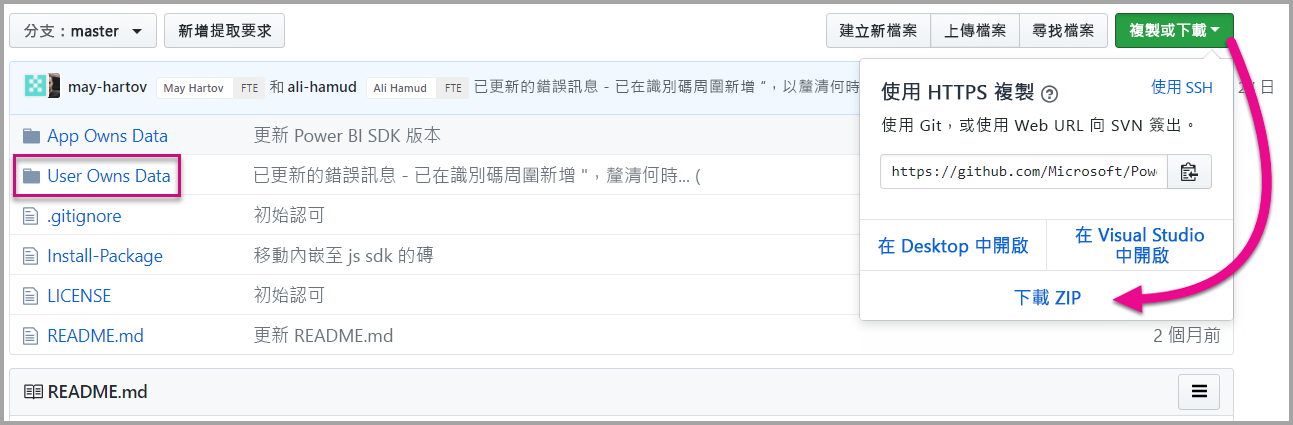 分支：master
新增提取要求
建立新檔案
上傳檔案
尋找檔案
複製或下載
may-hartov May Hartov FTE 和 ali-hamud Ali Hamud FTE 已更新的錯誤訊息 - 已在識別碼周圍新增 “，以釐清何時
日
使用 HTTPS 複製
使用 SSH
使用 Git，或使用 Web URL 向 SVN 簽出。
https://github.com/Microsoft/Pow
在 Desktop 中開啟
在 Visual Studio
中開啟
下載 ZIP
App Owns Data 更新 Power BI SDK 版本
User Owns Data 已更新的錯誤訊息 - 已在識別碼周圍新增 "，釐清何時... (
.gitignore 初始認可
Install-Package 移動內嵌至 js sdk 的磚
LICENSE 初始認可
README.md 更新 README.md 2 個月前
README.md